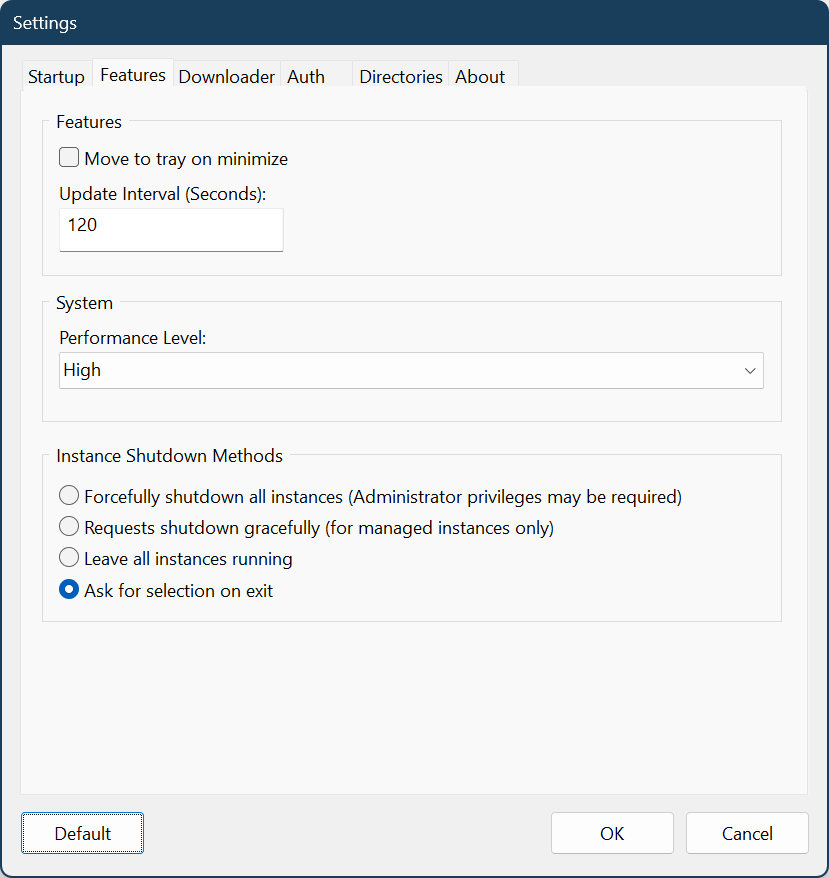 Settings
Startup Features Downloader Auth Directories About
Features
Move to tray on minimize
Update Interval (Seconds):
120
System
Performance Level:
High
Instance Shutdown Methods
Forcefully shutdown all instances (Administrator privileges may be required)
Requests shutdown gracefully (for managed instances only)
Leave all instances running
Ask for selection on exit
Default OK Cancel